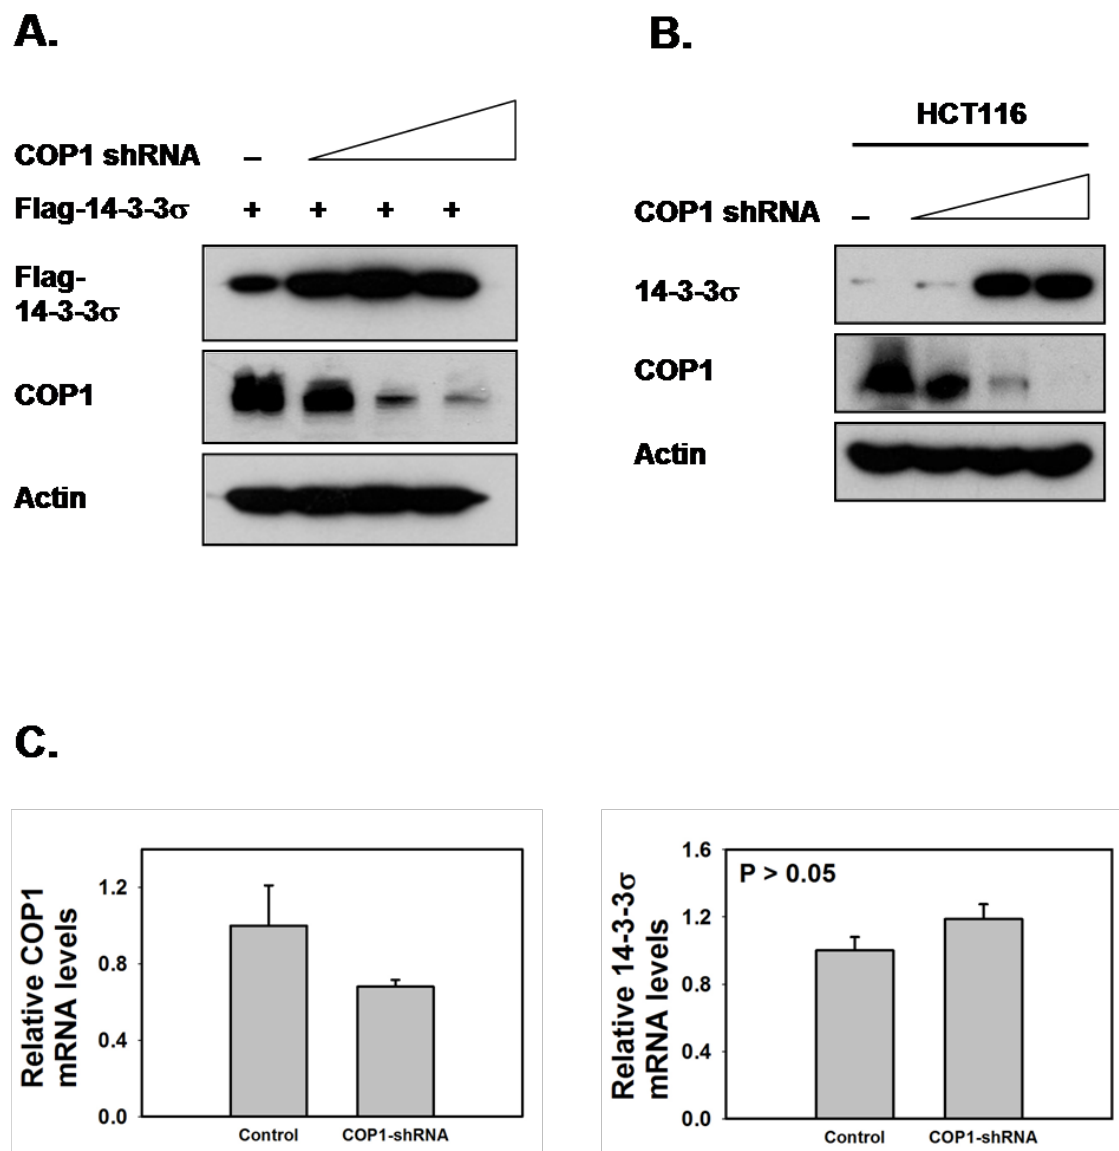 A.
COP1 shRNA –
Flag-14-3-3σ + + + +
Flag-
14-3-3σ
COP1
Actin
B.
HCT116
COP1 shRNA –
14-3-3σ
COP1
Actin
C.
Relative COP1
mRNA levels
1.2
0.8
0.4
0.0
Control COP1-shRNA
Relative 14-3-3σ
mRNA levels
P > 0.05
1.6
1.2
0.8
0.4
0.0
Control COP1-shRNA